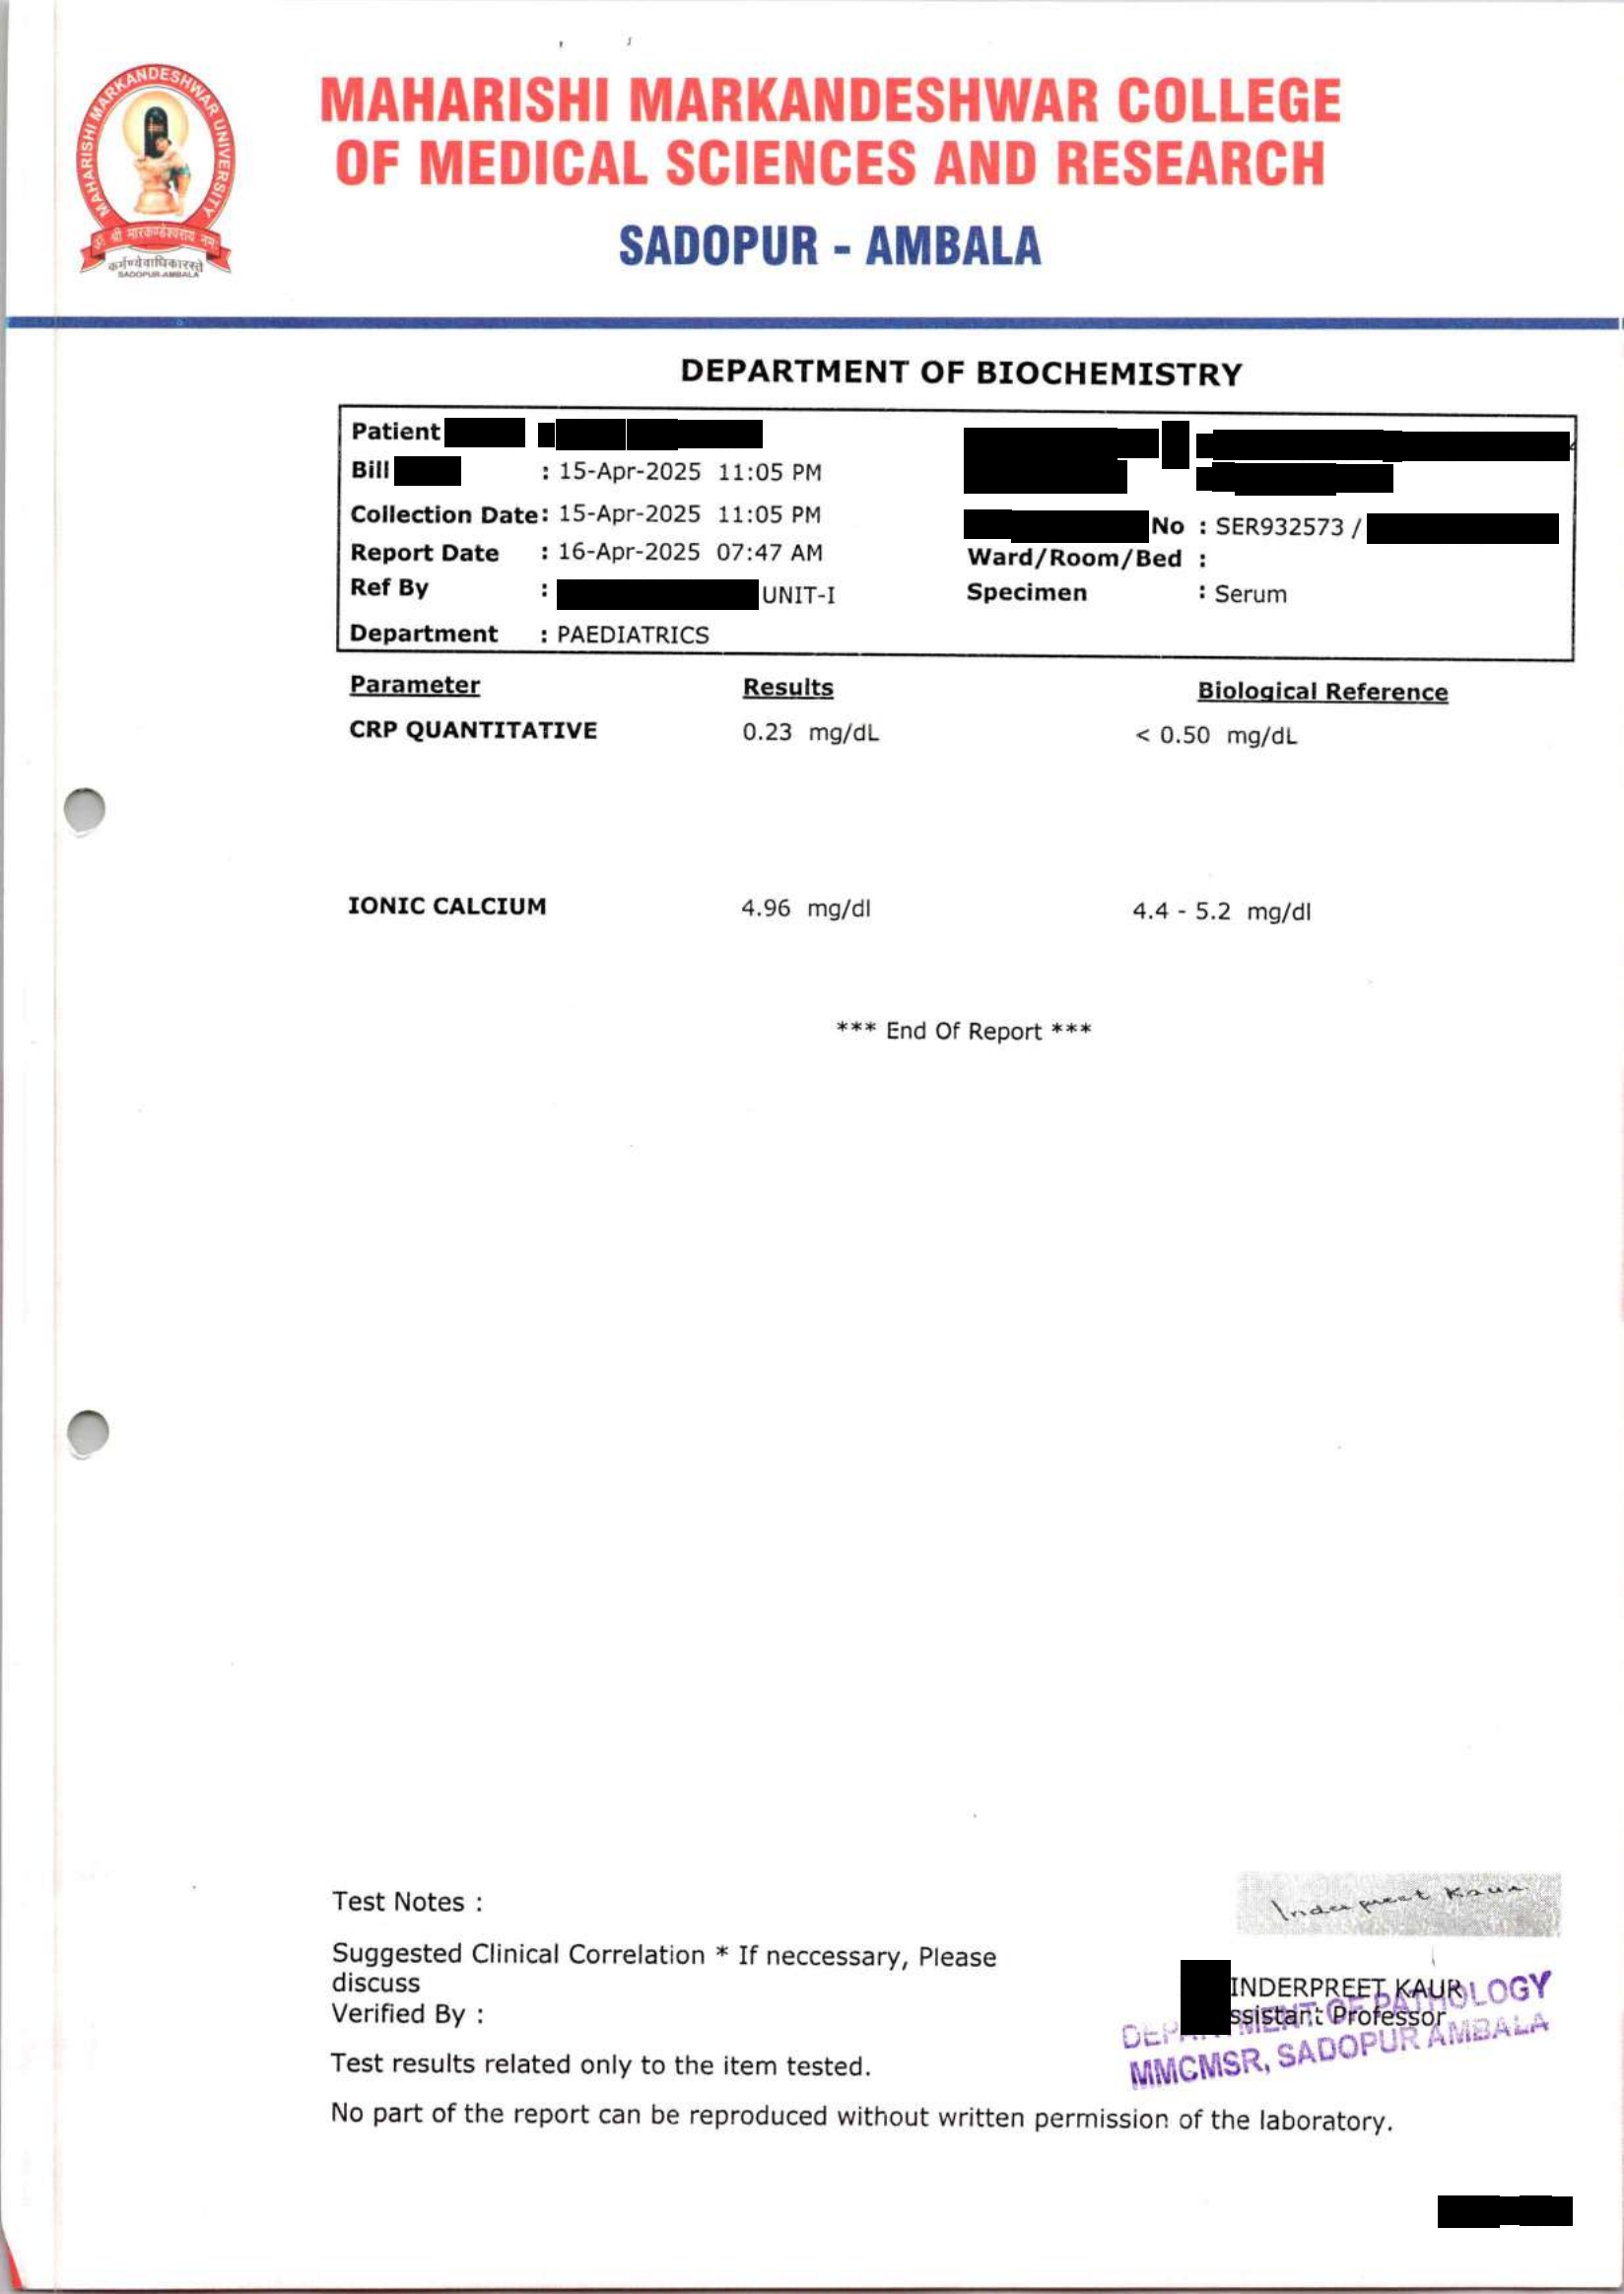 MAHARISHI MARKANDESHWAR UNIVERSITY
ॐ श्री मारकण्डेश्वराय नमः
कर्मण्येवाधिकारस्ते
SADOPUR-AMBALA
MAHARISHI MARKANDESHWAR COLLEGE
OF MEDICAL SCIENCES AND RESEARCH
SADOPUR - AMBALA
DEPARTMENT OF BIOCHEMISTRY
Patient
Bill : 15-Apr-2025 11:05 PM
Collection Date: 15-Apr-2025 11:05 PM
No : SER932573 /
Report Date : 16-Apr-2025 07:47 AM
Ward/Room/Bed :
Ref By : UNIT-I
Specimen : Serum
Department : PAEDIATRICS
Parameter Results Biological Reference
CRP QUANTITATIVE 0.23 mg/dL < 0.50 mg/dL
IONIC CALCIUM 4.96 mg/dl 4.4 - 5.2 mg/dl
*** End Of Report ***
Test Notes :
Inderpreet Kaur
Suggested Clinical Correlation * If neccessary, Please
discuss
Verified By :
INDERPREET KAUR
ssistant Professor
DEPARTMENT OF PATHOLOGY
MMCMSR, SADOPUR AMBALA
Test results related only to the item tested.
No part of the report can be reproduced without written permission of the laboratory.